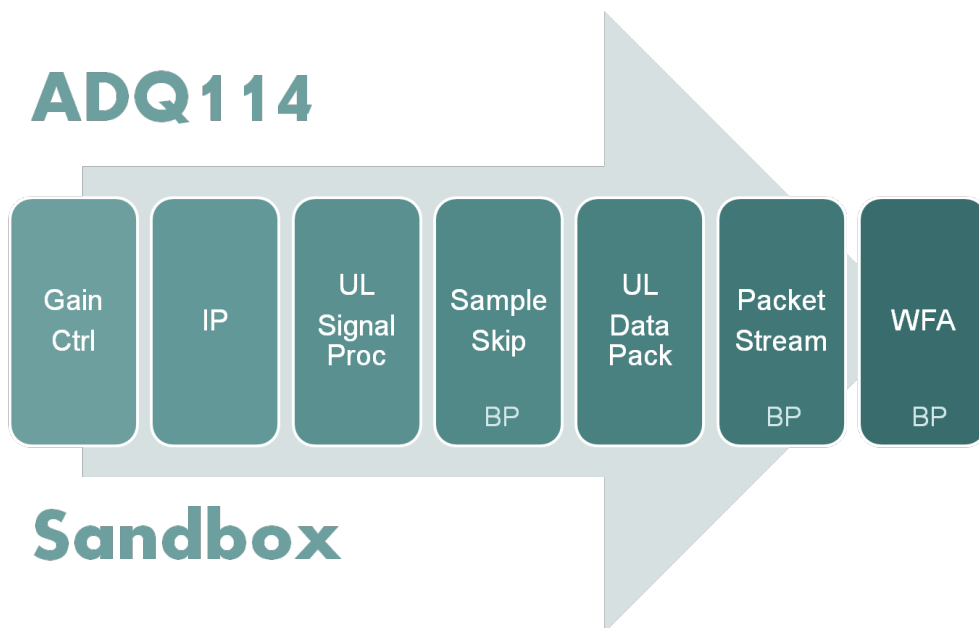 ADQ114
Gain
Ctrl
IP
UL
Signal
Proc
Sample
Skip
BP
UL
Data
Pack
Packet
Stream
BP
WFA
BP
Sandbox